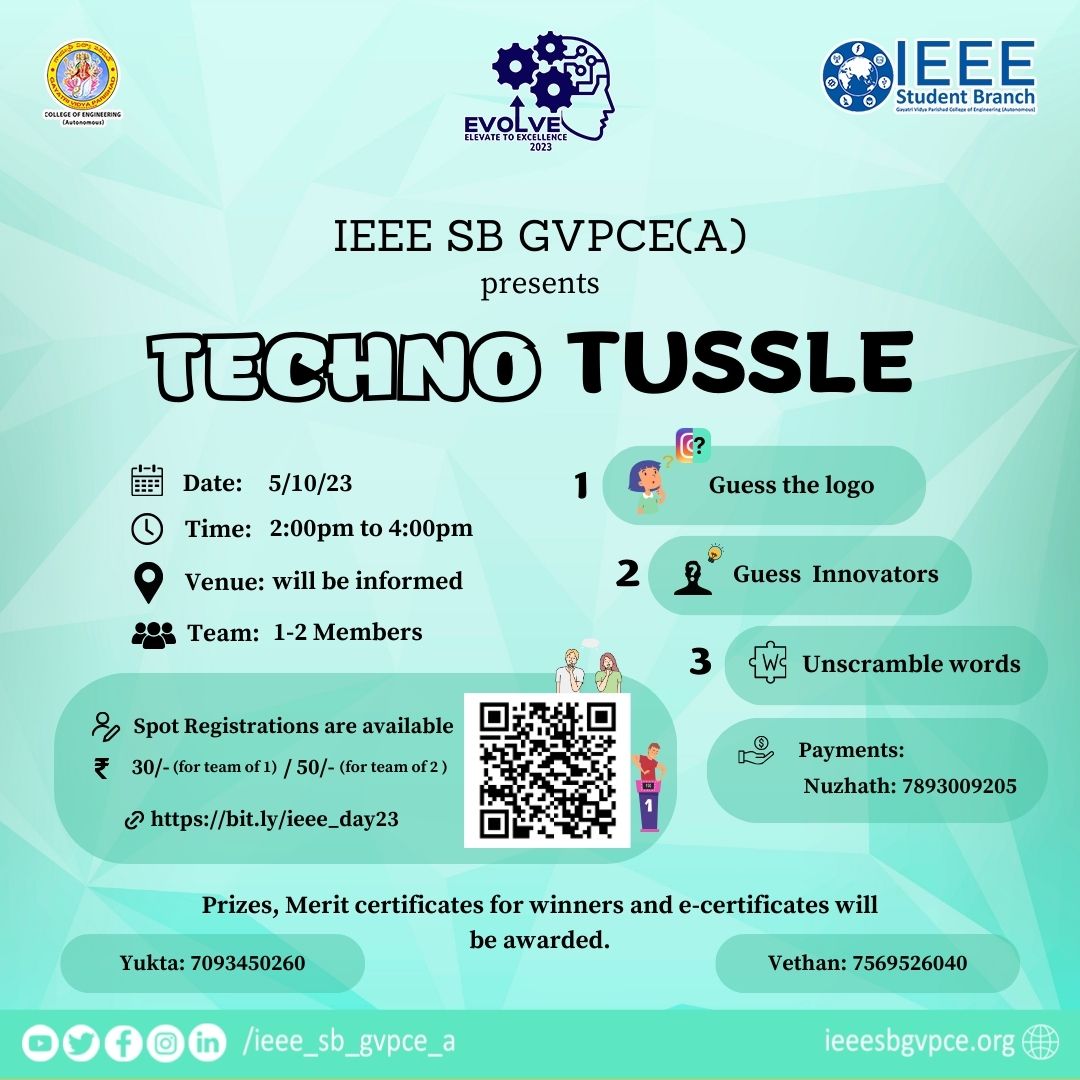 COLLEGE OF ENGINEERING
(Autonomous)
EVOLVE
ELEVATE TO EXCELLENCE
2023
IEEE
Student Branch
Gayatri Vidya Parishad College of Engineering (Autonomous)
IEEE SB GVPCE(A)
presents
TECHNO TUSSLE
Date: 5/10/23
Time: 2:00pm to 4:00pm
Venue: will be informed
Team: 1-2 Members
1 Guess the logo
2 Guess Innovators
3 Unscramble words
Spot Registrations are available
30/- (for team of 1) / 50/- (for team of 2 )
https://bit.ly/ieee_day23
1
Payments:
Nuzhath: 7893009205
Prizes, Merit certificates for winners and e-certificates will
be awarded.
Yukta: 7093450260
Vethan: 7569526040
/ieee_sb_gvpce_a
ieeesbgvpce.org